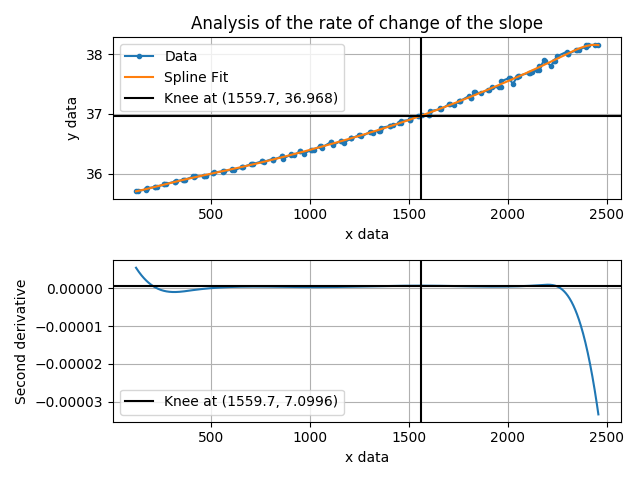 Analysis of the rate of change of the slope
38
37
36
y data
Data
Spline Fit
Knee at (1559.7, 36.968)
500 1000 1500 2000 2500
x data
0.00000
−0.00001
−0.00002
−0.00003
Second derivative
Knee at (1559.7, 7.0996)
500 1000 1500 2000 2500
x data